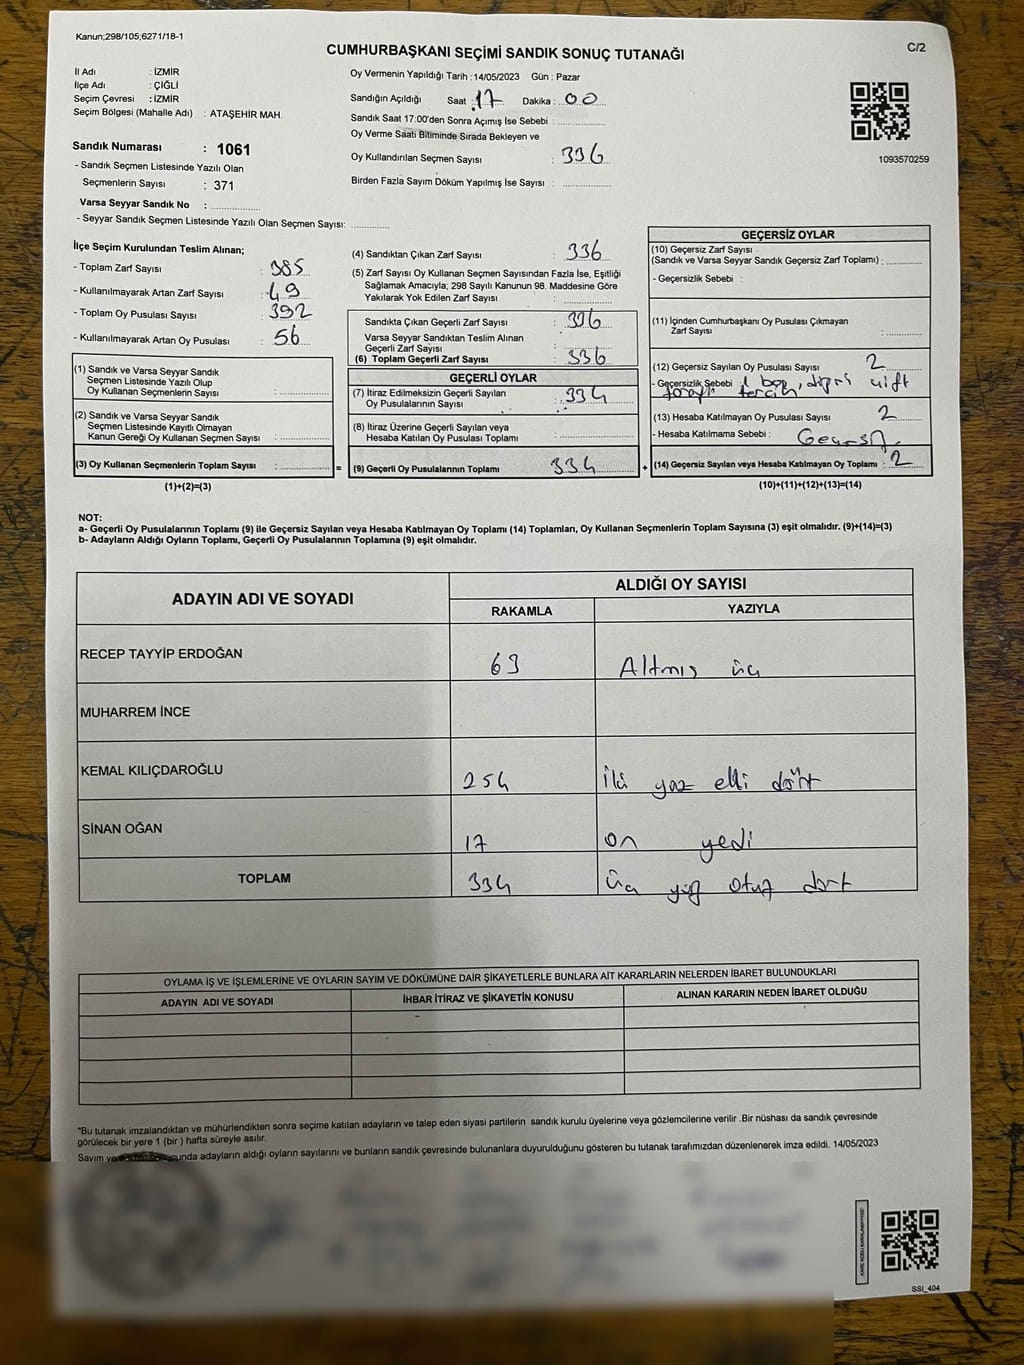 Kanun;298/105;6271/18-1
C/2
CUMHURBAŞKANI SEÇİMİ SANDIK SONUÇ TUTANAĞI
İl Adı : İZMİR
İlçe Adı : ÇİĞLİ
Seçim Çevresi : İZMİR
Seçim Bölgesi (Mahalle Adı) : ATAŞEHİR MAH.
Sandık Numarası : 1061
- Sandık Seçmen Listesinde Yazılı Olan
Seçmenlerin Sayısı : 371
Varsa Seyyar Sandık No :
- Seyyar Sandık Seçmen Listesinde Yazılı Olan Seçmen Sayısı:
Oy Vermenin Yapıldığı Tarih : 14/05/2023 Gün : Pazar
Sandığın Açıldığı Saat : 17 Dakika : 00
Sandık Saat 17:00'den Sonra Açımış İse Sebebi :
Oy Verme Saati Bitiminde Sırada Bekleyen ve
Oy Kullandırılan Seçmen Sayısı : 336
Birden Fazla Sayım Döküm Yapılmış İse Sayısı :
1093570259
İlçe Seçim Kurulundan Teslim Alınan;
- Toplam Zarf Sayısı : 385
- Kullanılmayarak Artan Zarf Sayısı : 49
- Toplam Oy Pusulası Sayısı : 392
- Kullanılmayarak Artan Oy Pusulası : 56
(1) Sandık ve Varsa Seyyar Sandık
Seçmen Listesinde Yazılı Olup
Oy Kullanan Seçmenlerin Sayısı :
(2) Sandık ve Varsa Seyyar Sandık
Seçmen Listesinde Kayıtlı Olmayan
Kanun Gereği Oy Kullanan Seçmen Sayısı :
(3) Oy Kullanan Seçmenlerin Toplam Sayısı :
(1)+(2)=(3)
=
(4) Sandıktan Çıkan Zarf Sayısı : 336
(5) Zarf Sayısı Oy Kullanan Seçmen Sayısından Fazla İse, Eşitliği
Sağlamak Amacıyla; 298 Sayılı Kanunun 98. Maddesine Göre
Yakılarak Yok Edilen Zarf Sayısı :
Sandıkta Çıkan Geçerli Zarf Sayısı : 336
Varsa Seyyar Sandıktan Teslim Alınan
Geçerli Zarf Sayısı :
(6) Toplam Geçerli Zarf Sayısı : 336
GEÇERLİ OYLAR
(7) İtiraz Edilmeksizin Geçerli Sayılan
Oy Pusulalarının Sayısı : 334
(8) İtiraz Üzerine Geçerli Sayılan veya
Hesaba Katılan Oy Pusulası Toplamı :
(9) Geçerli Oy Pusulalarının Toplamı 334
+
GEÇERSİZ OYLAR
(10) Geçersiz Zarf Sayısı
(Sandık ve Varsa Seyyar Sandık Geçersiz Zarf Toplamı) :
- Geçersizlik Sebebi :
(11) İçinden Cumhurbaşkanı Oy Pusulası Çıkmayan
Zarf Sayısı :
(12) Geçersiz Sayılan Oy Pusulası Sayısı : 2
- Geçersizlik Sebebi : 1 boş, çift
tercih
(13) Hesaba Katılmayan Oy Pusulası Sayısı : 2
- Hesaba Katılmama Sebebi :
(14) Geçersiz Sayılan veya Hesaba Katılmayan Oy Toplamı : 2
(10)+(11)+(12)+(13)=(14)
NOT:
a- Geçerli Oy Pusulalarının Toplamı (9) ile Geçersiz Sayılan veya Hesaba Katılmayan Oy Toplamı (14) Toplamları, Oy Kullanan Seçmenlerin Toplam Sayısına (3) eşit olmalıdır. (9)+(14)=(3)
b- Adayların Aldığı Oyların Toplamı, Geçerli Oy Pusulalarının Toplamına (9) eşit olmalıdır.
ADAYIN ADI VE SOYADI
ALDIĞI OY SAYISI
RAKAMLA YAZIYLA
RECEP TAYYİP ERDOĞAN 63 Altmış üç
MUHARREM İNCE
KEMAL KILIÇDAROĞLU 254 İki yüz elli dört
SİNAN OĞAN 17 on yedi
TOPLAM 334 üç yüz otuz dört
OYLAMA İŞ VE İŞLEMLERİNE VE OYLARIN SAYIM VE DÖKÜMÜNE DAİR ŞİKAYETLERLE BUNLARA AİT KARARLARIN NELERDEN İBARET BULUNDUKLARI
ADAYIN ADI VE SOYADI İHBAR İTİRAZ VE ŞİKAYETİN KONUSU ALINAN KARARIN NEDEN İBARET OLDUĞU
*Bu tutanak imzalandıktan ve mühürlendikten sonra seçime katılan adayların ve talep eden siyasi partilerin sandık kurulu üyelerine veya gözlemcilerine verilir .Bir nüshası da sandık çevresinde
görülecek bir yere 1 (bir ) hafta süreyle asılır.
Sayım ve adayların aldığı oyların sayılarını ve bunların sandık çevresinde bulunanlara duyurulduğunu gösteren bu tutanak tarafımızdan düzenlenerek imza edildi. 14/05/2023
SSI_404